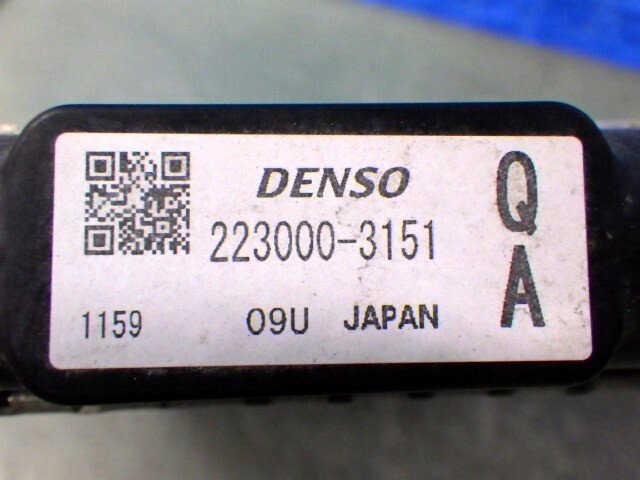 DENSO
223000-3151
1159 09U JAPAN
Q
A